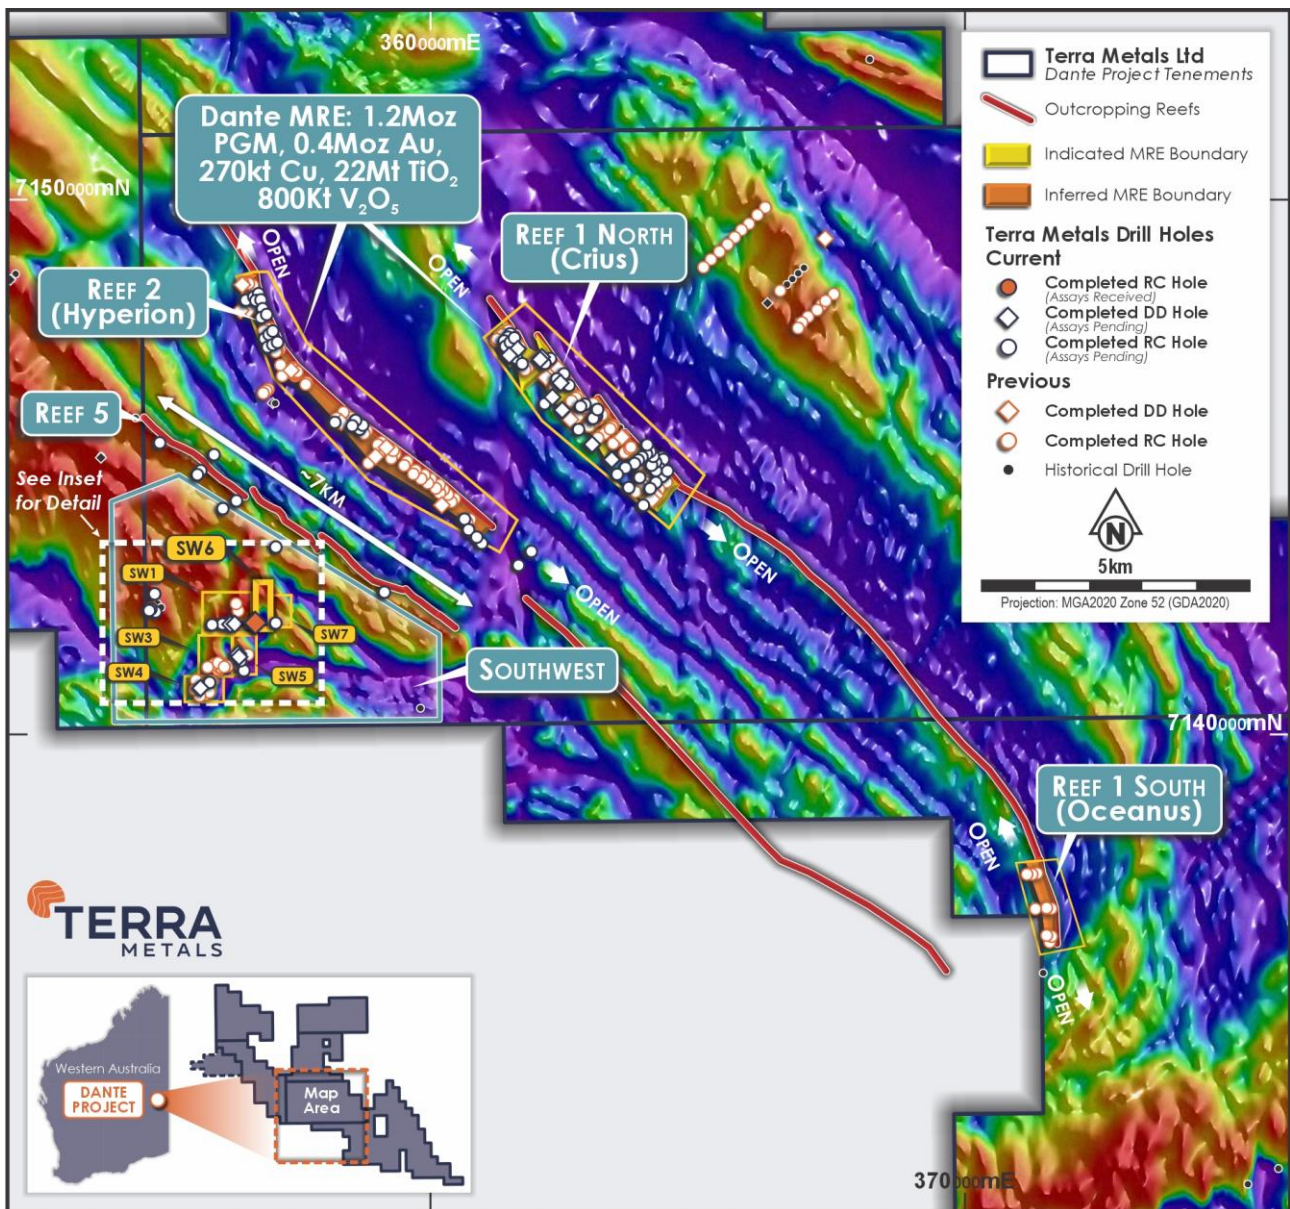 360000mE
Dante MRE: 1.2Moz
PGM, 0.4Moz Au,
270kt Cu, 22Mt TiO₂
800Kt V₂O₅
7150000mN
REEF 1 NORTH
(Crius)
OPEN
OPEN
REEF 2
(Hyperion)
REEF 5
~7KM
See Inset
for Detail
SW6
SW1
SW3
SW7
SW4
SW5
SOUTHWEST
OPEN
OPEN
7140000mN
REEF 1 SOUTH
(Oceanus)
OPEN
OPEN
370000mE
Terra Metals Ltd
Dante Project Tenements
Outcropping Reefs
Indicated MRE Boundary
Inferred MRE Boundary
Terra Metals Drill Holes
Current
Completed RC Hole
(Assays Received)
Completed DD Hole
(Assays Pending)
Completed RC Hole
(Assays Pending)
Previous
Completed DD Hole
Completed RC Hole
Historical Drill Hole
N
5km
Projection: MGA2020 Zone 52 (GDA2020)
TERRA
METALS
Western Australia
DANTE
PROJECT
Map
Area